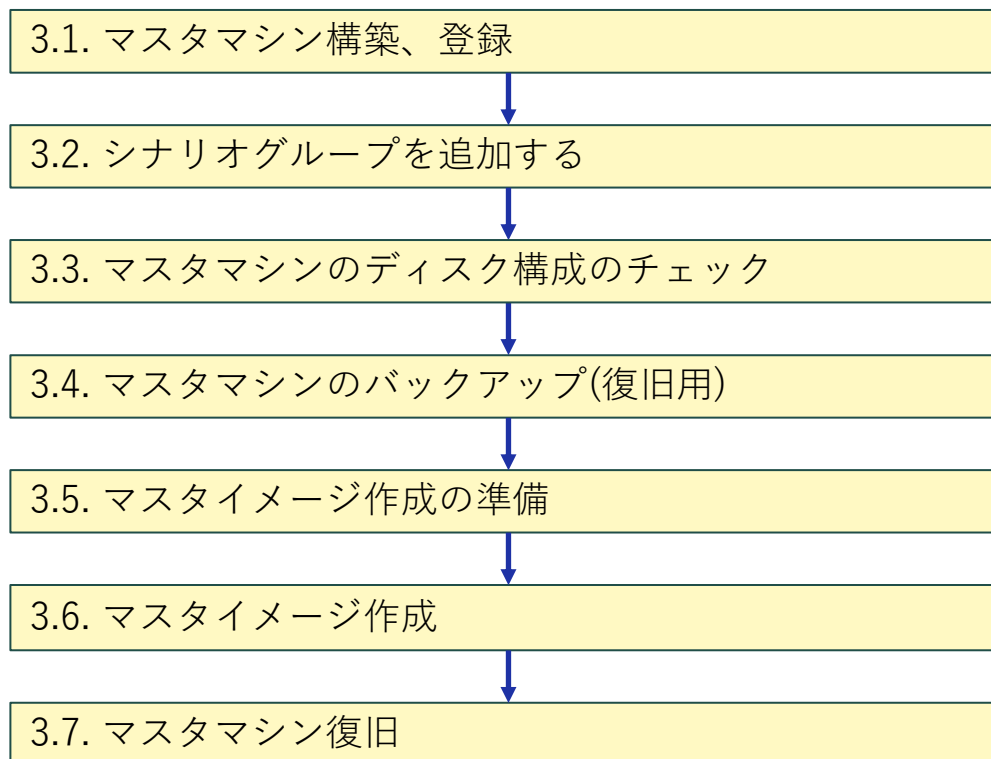 3.1. マスタマシン構築、登録
3.2. シナリオグループを追加する
3.3. マスタマシンのディスク構成のチェック
3.4. マスタマシンのバックアップ(復旧用)
3.5. マスタイメージ作成の準備
3.6. マスタイメージ作成
3.7. マスタマシン復旧